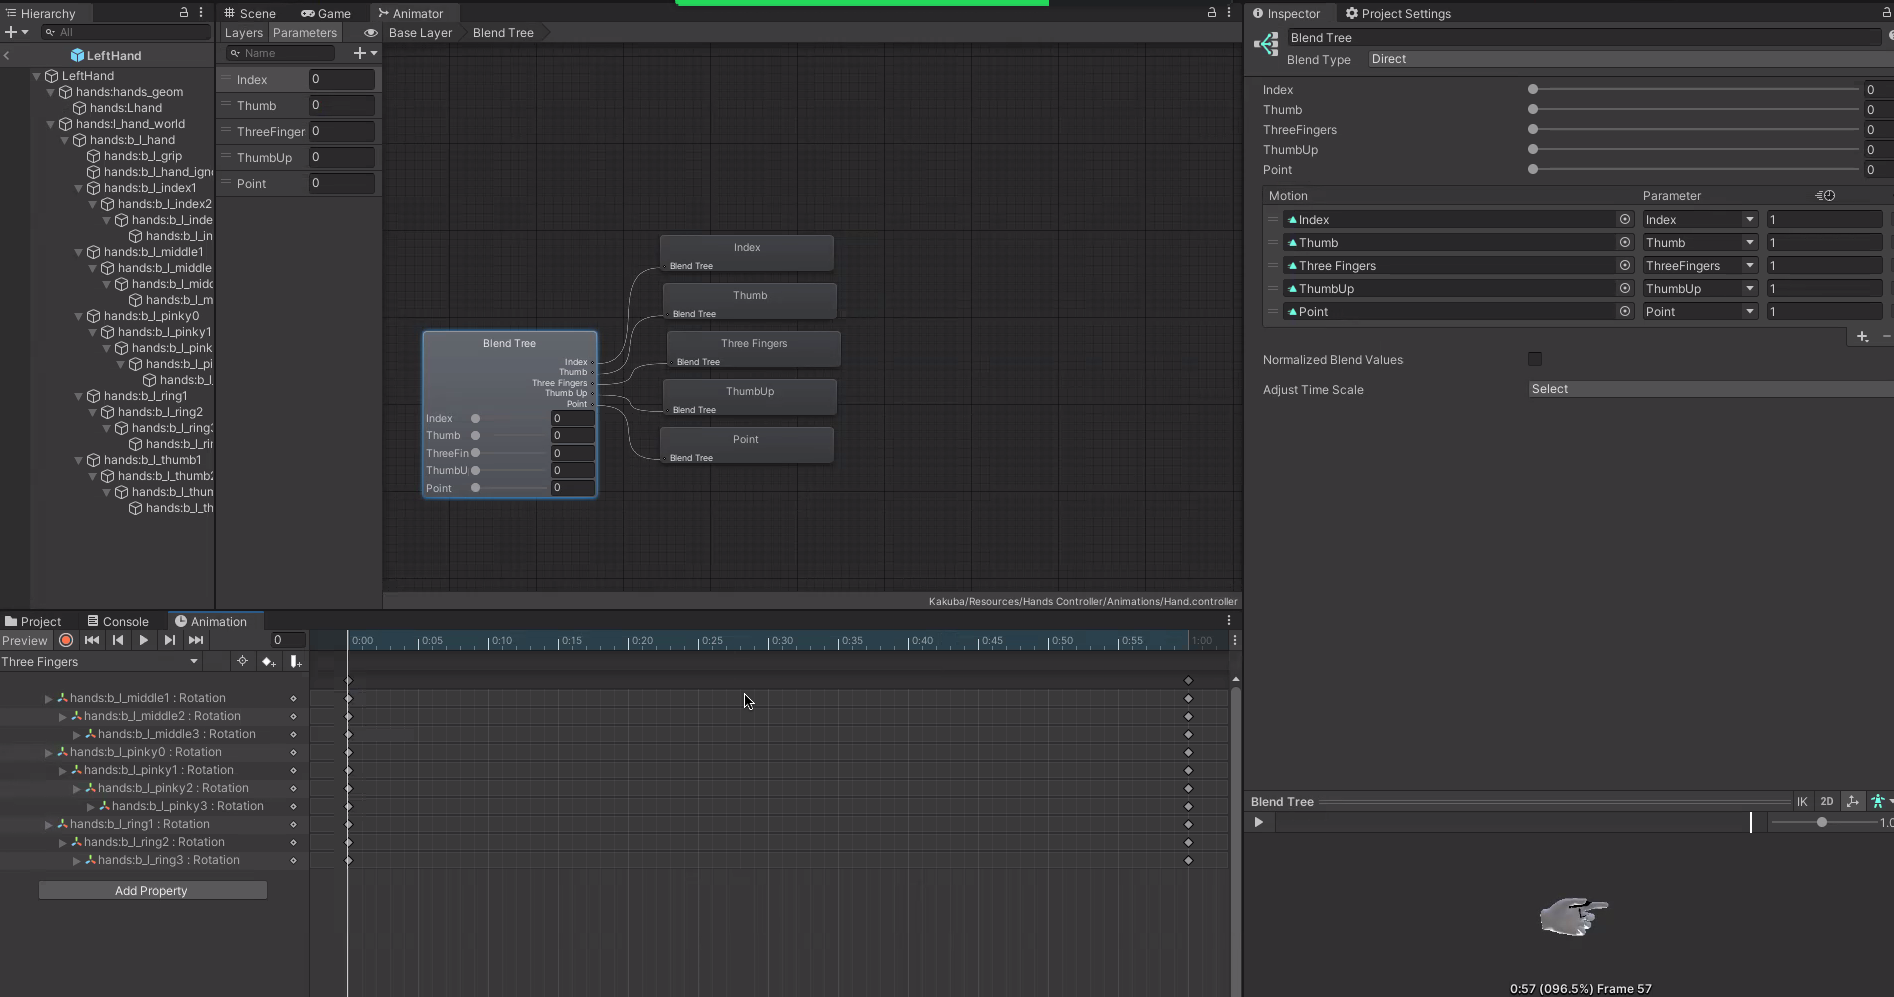 Hierarchy
All
LeftHand
LeftHand
hands:hands_geom
hands:Lhand
hands:l_hand_world
hands:b_l_hand
hands:b_l_grip
hands:b_l_hand_igno
hands:b_l_index1
hands:b_l_index2
hands:b_l_inde
hands:b_l_in
hands:b_l_middle1
hands:b_l_middle
hands:b_l_midd
hands:b_l_m
hands:b_l_pinky0
hands:b_l_pinky1
hands:b_l_pink
hands:b_l_pi
hands:b_l_
hands:b_l_ring1
hands:b_l_ring2
hands:b_l_ring3
hands:b_l_rin
hands:b_l_thumb1
hands:b_l_thumb2
hands:b_l_thum
hands:b_l_th
Scene Game Animator
Layers Parameters Base Layer Blend Tree
Name
Index 0
Thumb 0
ThreeFinger 0
ThumbUp 0
Point 0
Blend Tree
Index
Thumb
Three Fingers
Thumb Up
Point
Index 0
Thumb 0
ThreeFin 0
ThumbU 0
Point 0
Index
Blend Tree
Thumb
Blend Tree
Three Fingers
Blend Tree
ThumbUp
Blend Tree
Point
Blend Tree
Kakuba/Resources/Hands Controller/Animations/Hand.controller
Inspector Project Settings
Blend Tree
Blend Type Direct
Index 0
Thumb 0
ThreeFingers 0
ThumbUp 0
Point 0
Motion Parameter
Index Index 1
Thumb Thumb 1
Three Fingers ThreeFingers 1
ThumbUp ThumbUp 1
Point Point 1
Normalized Blend Values
Adjust Time Scale Select
Project Console Animation
Preview 0 0:00 0:05 0:10 0:15 0:20 0:25 0:30 0:35 0:40 0:45 0:50 0:55 1:00
Three Fingers
hands:b_l_middle1 : Rotation
hands:b_l_middle2 : Rotation
hands:b_l_middle3 : Rotation
hands:b_l_pinky0 : Rotation
hands:b_l_pinky1 : Rotation
hands:b_l_pinky2 : Rotation
hands:b_l_pinky3 : Rotation
hands:b_l_ring1 : Rotation
hands:b_l_ring2 : Rotation
hands:b_l_ring3 : Rotation
Add Property
Blend Tree IK 2D
1.0
0:57 (096.5%) Frame 57